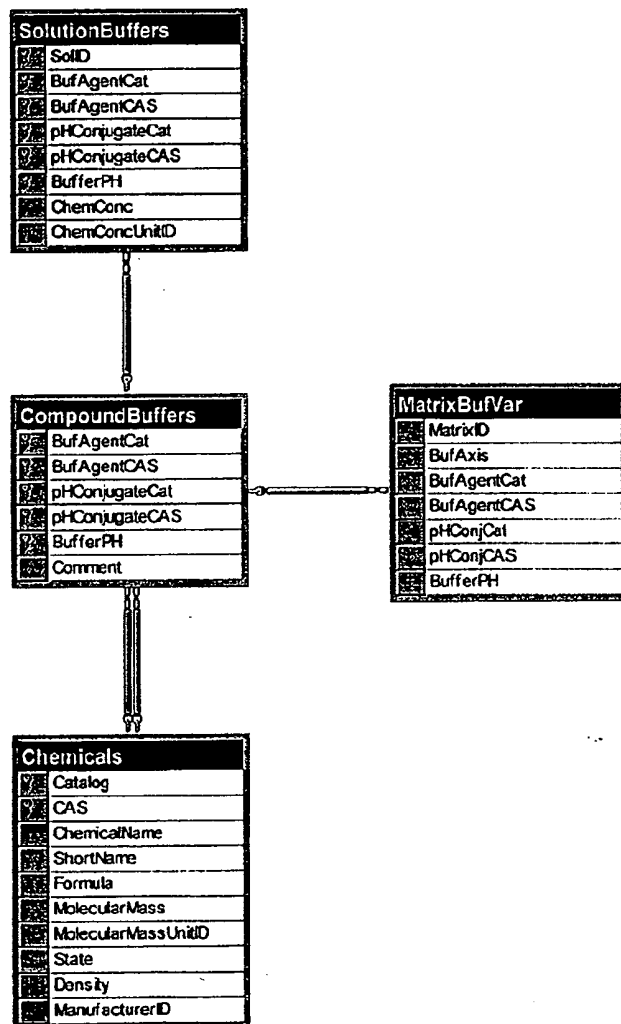 SolutionBuffers
SolID
BufAgentCat
BufAgentCAS
pHConjugateCat
pHConjugateCAS
BufferPH
ChemConc
ChemConcUnitID
CompoundBuffers
BufAgentCat
BufAgentCAS
pHConjugateCat
pHConjugateCAS
BufferPH
Comment
MatrixBufVar
MatrixID
BufAxis
BufAgentCat
BufAgentCAS
pHConjCat
pHConjCAS
BufferPH
Chemicals
Catalog
CAS
ChemicalName
ShortName
Formula
MolecularMass
MolecularMassUnitID
State
Density
ManufacturerID